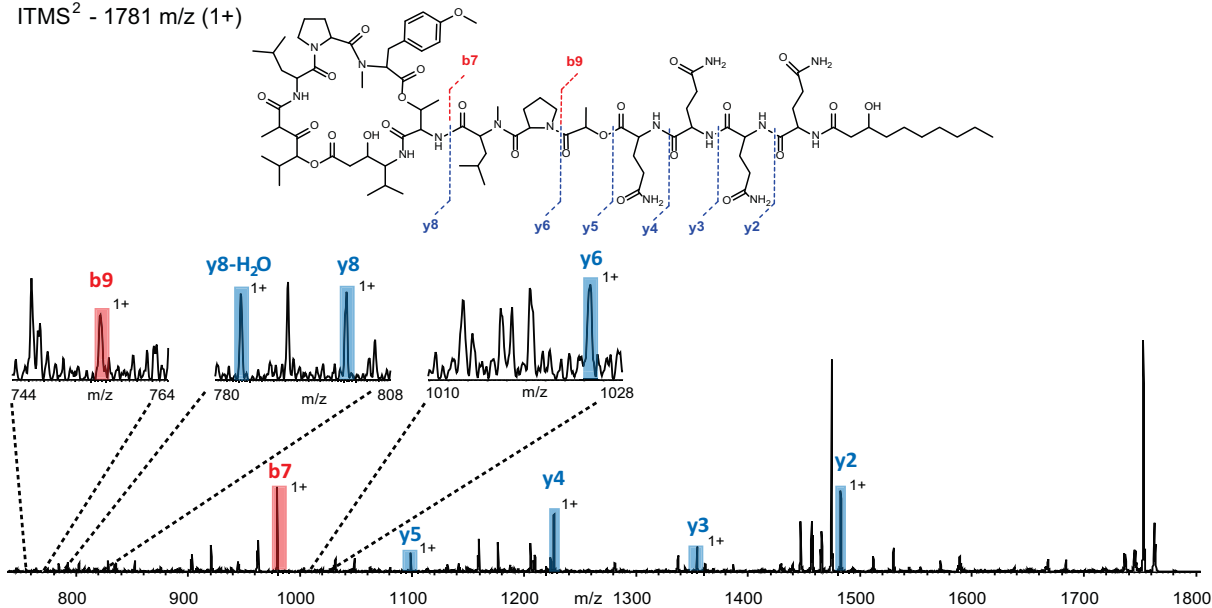 ITMS² - 1781 m/z (1+)
O
O
N
O
N
O
NH
O
O
O
O
OH
O
O
O
NH
O
N
H
O
N
O
N
O
O
O
O
NH₂
H
N
O
N
H
O
NH₂
O
NH₂
H
N
O
O
NH₂
N
H
O
OH
b7
b9
y8
y6
y5
y4
y3
y2
b9
1+
y8-H₂O
1+
y8
1+
y6
1+
744
m/z
764
780
m/z
808
1010
m/z
1028
b7
1+
y5
1+
y4
1+
y3
1+
y2
1+
800
900
1000
1100
1200
m/z
1300
1400
1500
1600
1700
1800